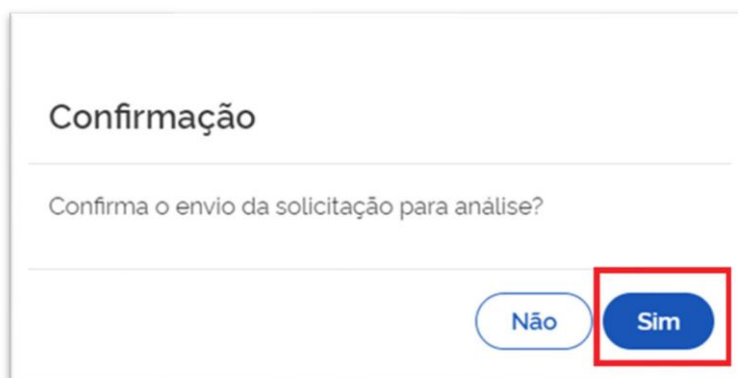 Confirmação
Confirma o envio da solicitação para análise?
Não Sim